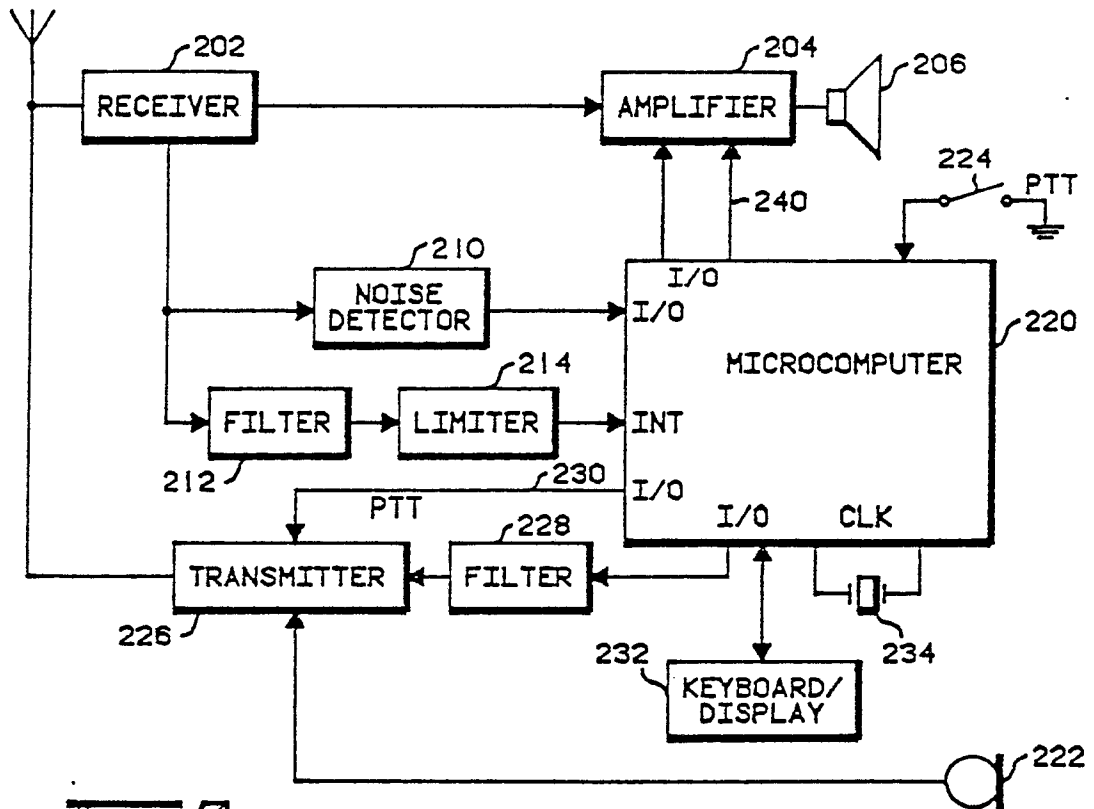 202
RECEIVER
204
AMPLIFIER
206
224
PTT
240
210
NOISE
DETECTOR
I/O
I/O
220
MICROCOMPUTER
214
FILTER
LIMITER
INT
212
230
I/O
PTT
228
I/O
CLK
TRANSMITTER
FILTER
226
232
234
KEYBOARD/
DISPLAY
222